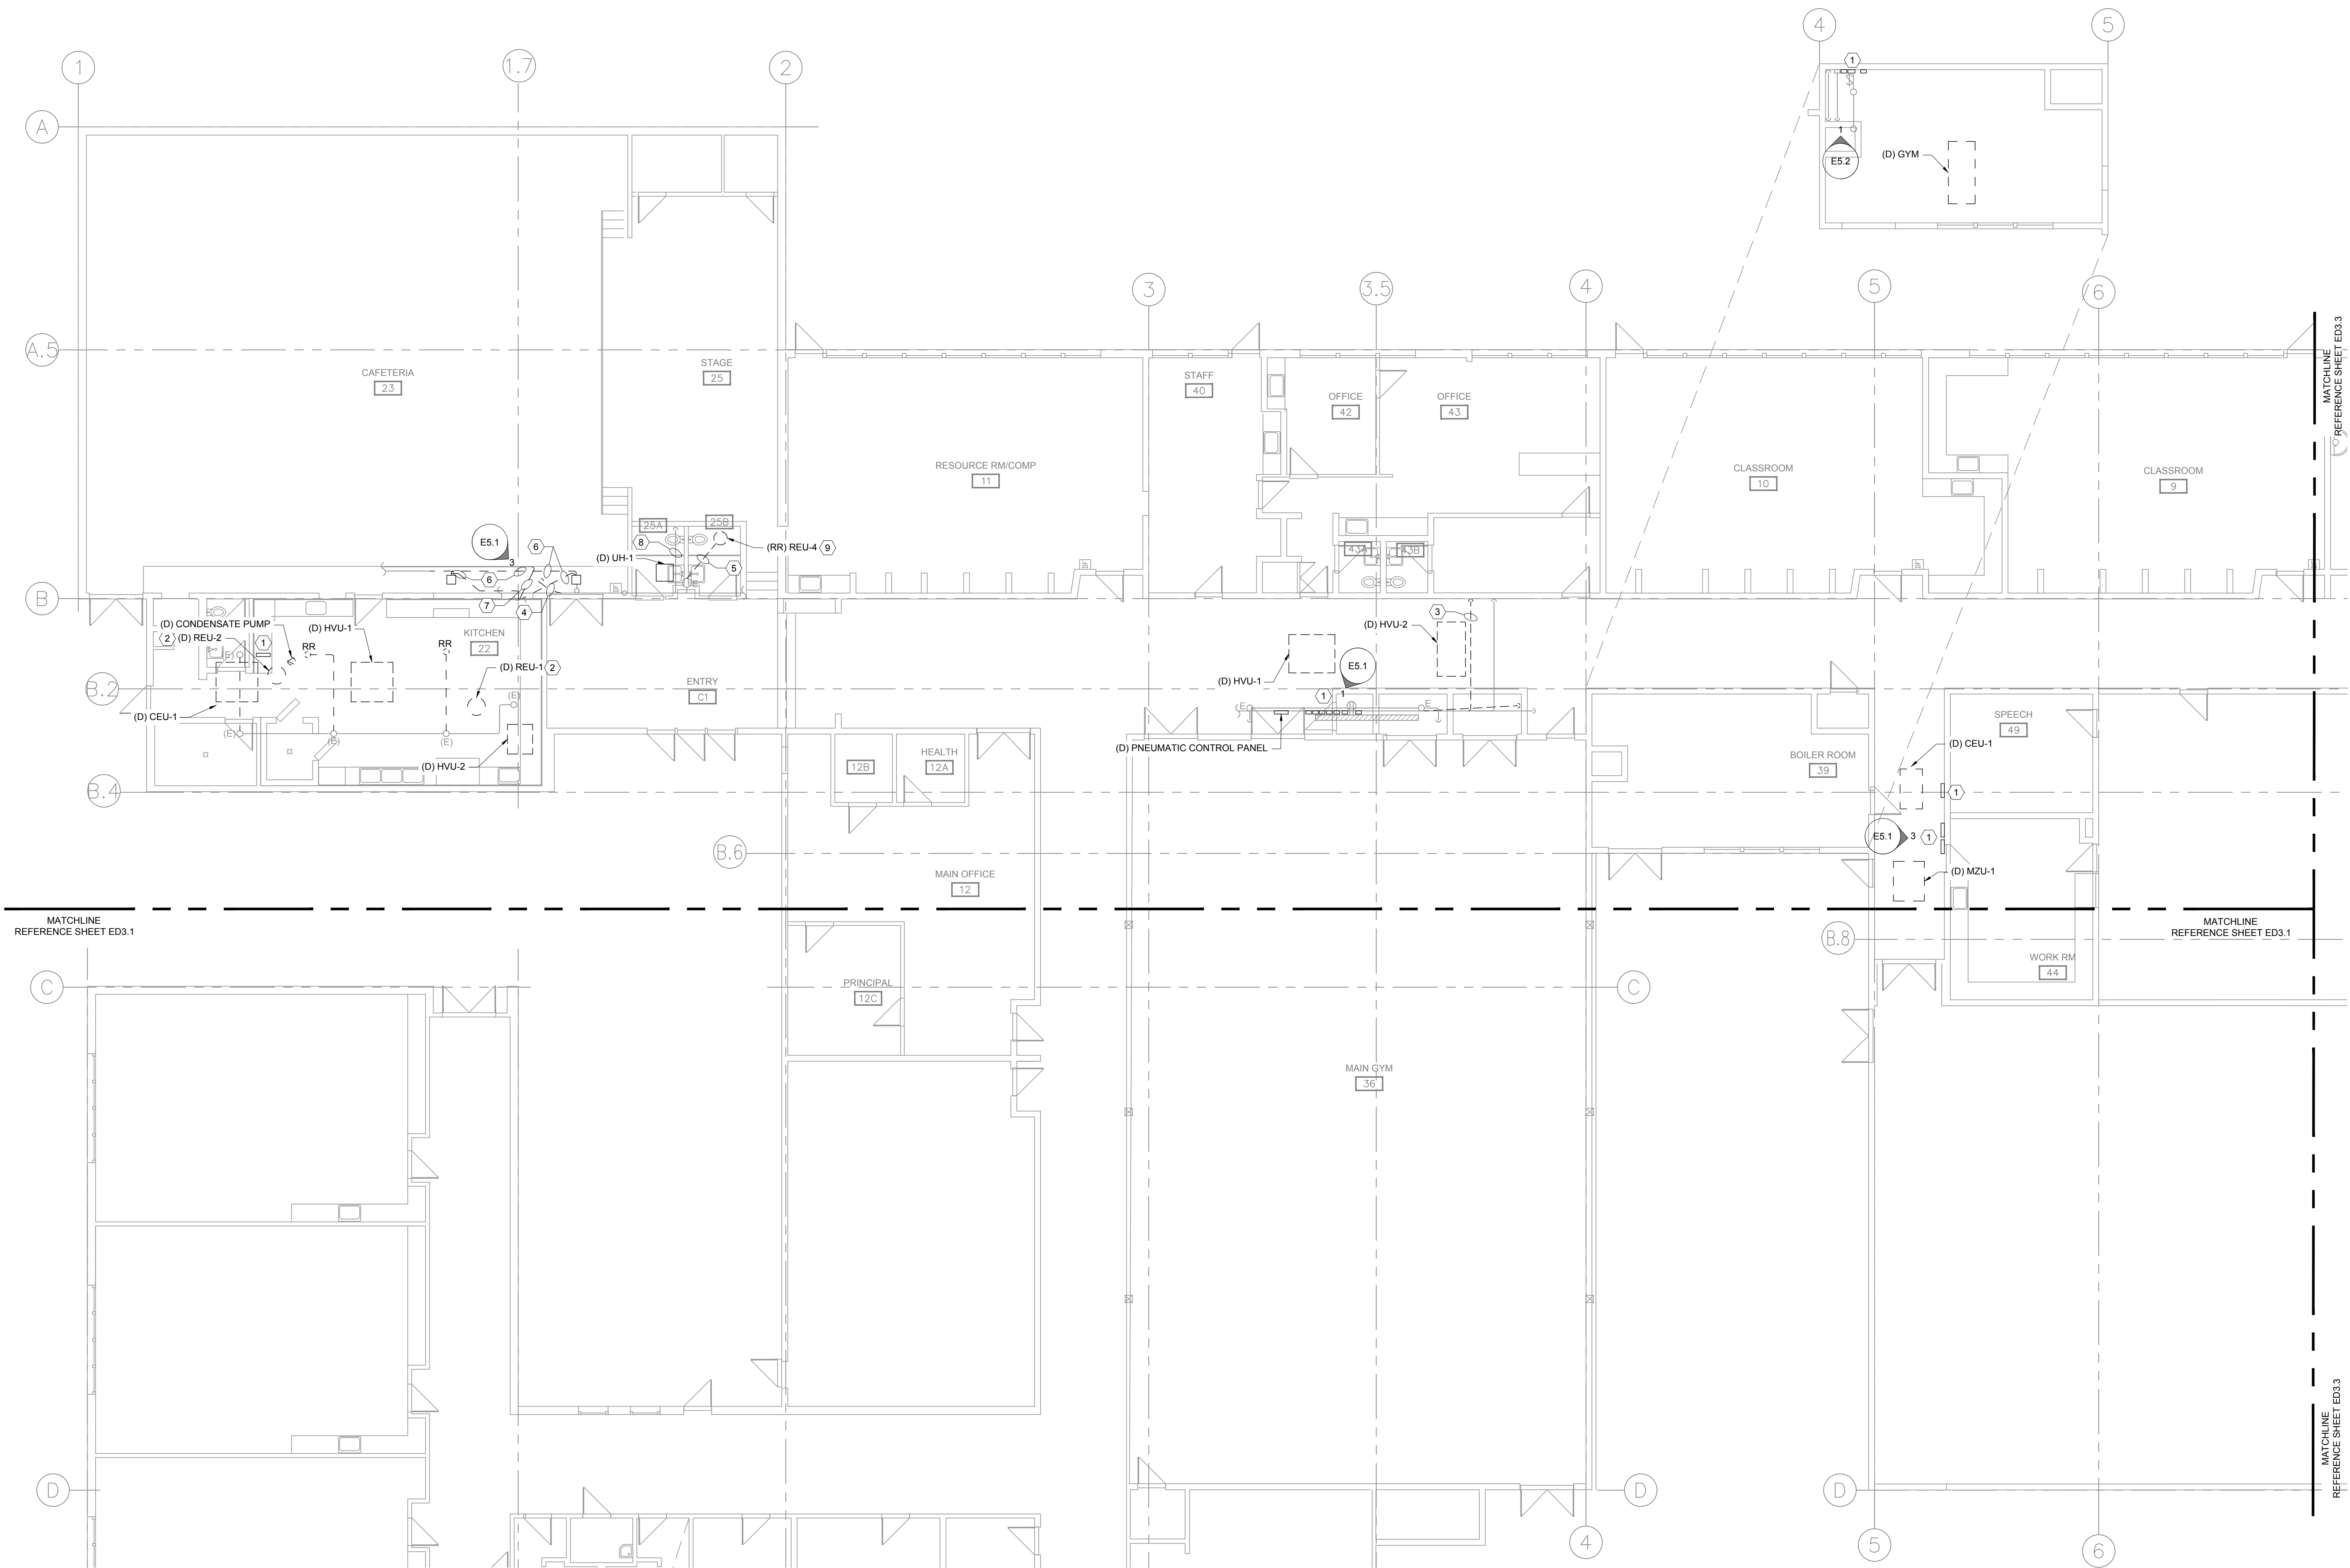 4
5
1
1.7
2
1
A
1
E5.2
(D) GYM
3
3.5
4
5
6
A.5
MATCHLINE
REFERENCE SHEET ED3.3
STAGE
25
CAFETERIA
23
STAFF
40
OFFICE
42
OFFICE
43
RESOURCE RM/COMP
11
CLASSROOM
10
CLASSROOM
9
25A
25B
E5.1
3
6
8
(RR) REU-4
9
(D) UH-1
5
6
7
4
43A
43B
B
(D) CONDENSATE PUMP
(D) HVU-1
2
(D) REU-2
1
KITCHEN
22
RR
RR
(E)
(D) REU-1
2
(E)
3
(D) HVU-2
E5.1
1
(D) HVU-1
1
B.2
ENTRY
C1
(D) CEU-1
(E)
(E)
(E)
E
E
(D) PNEUMATIC CONTROL PANEL
SPEECH
49
(D) CEU-1
HEALTH
12A
12B
(D) HVU-2
BOILER ROOM
39
B.4
1
E5.1
3
1
B.6
(D) MZU-1
MAIN OFFICE
12
MATCHLINE
REFERENCE SHEET ED3.1
MATCHLINE
REFERENCE SHEET ED3.1
B.8
WORK RM
44
C
PRINCIPAL
12C
C
MAIN GYM
36
MATCHLINE
REFERENCE SHEET ED3.3
D
D
D
4
5
6